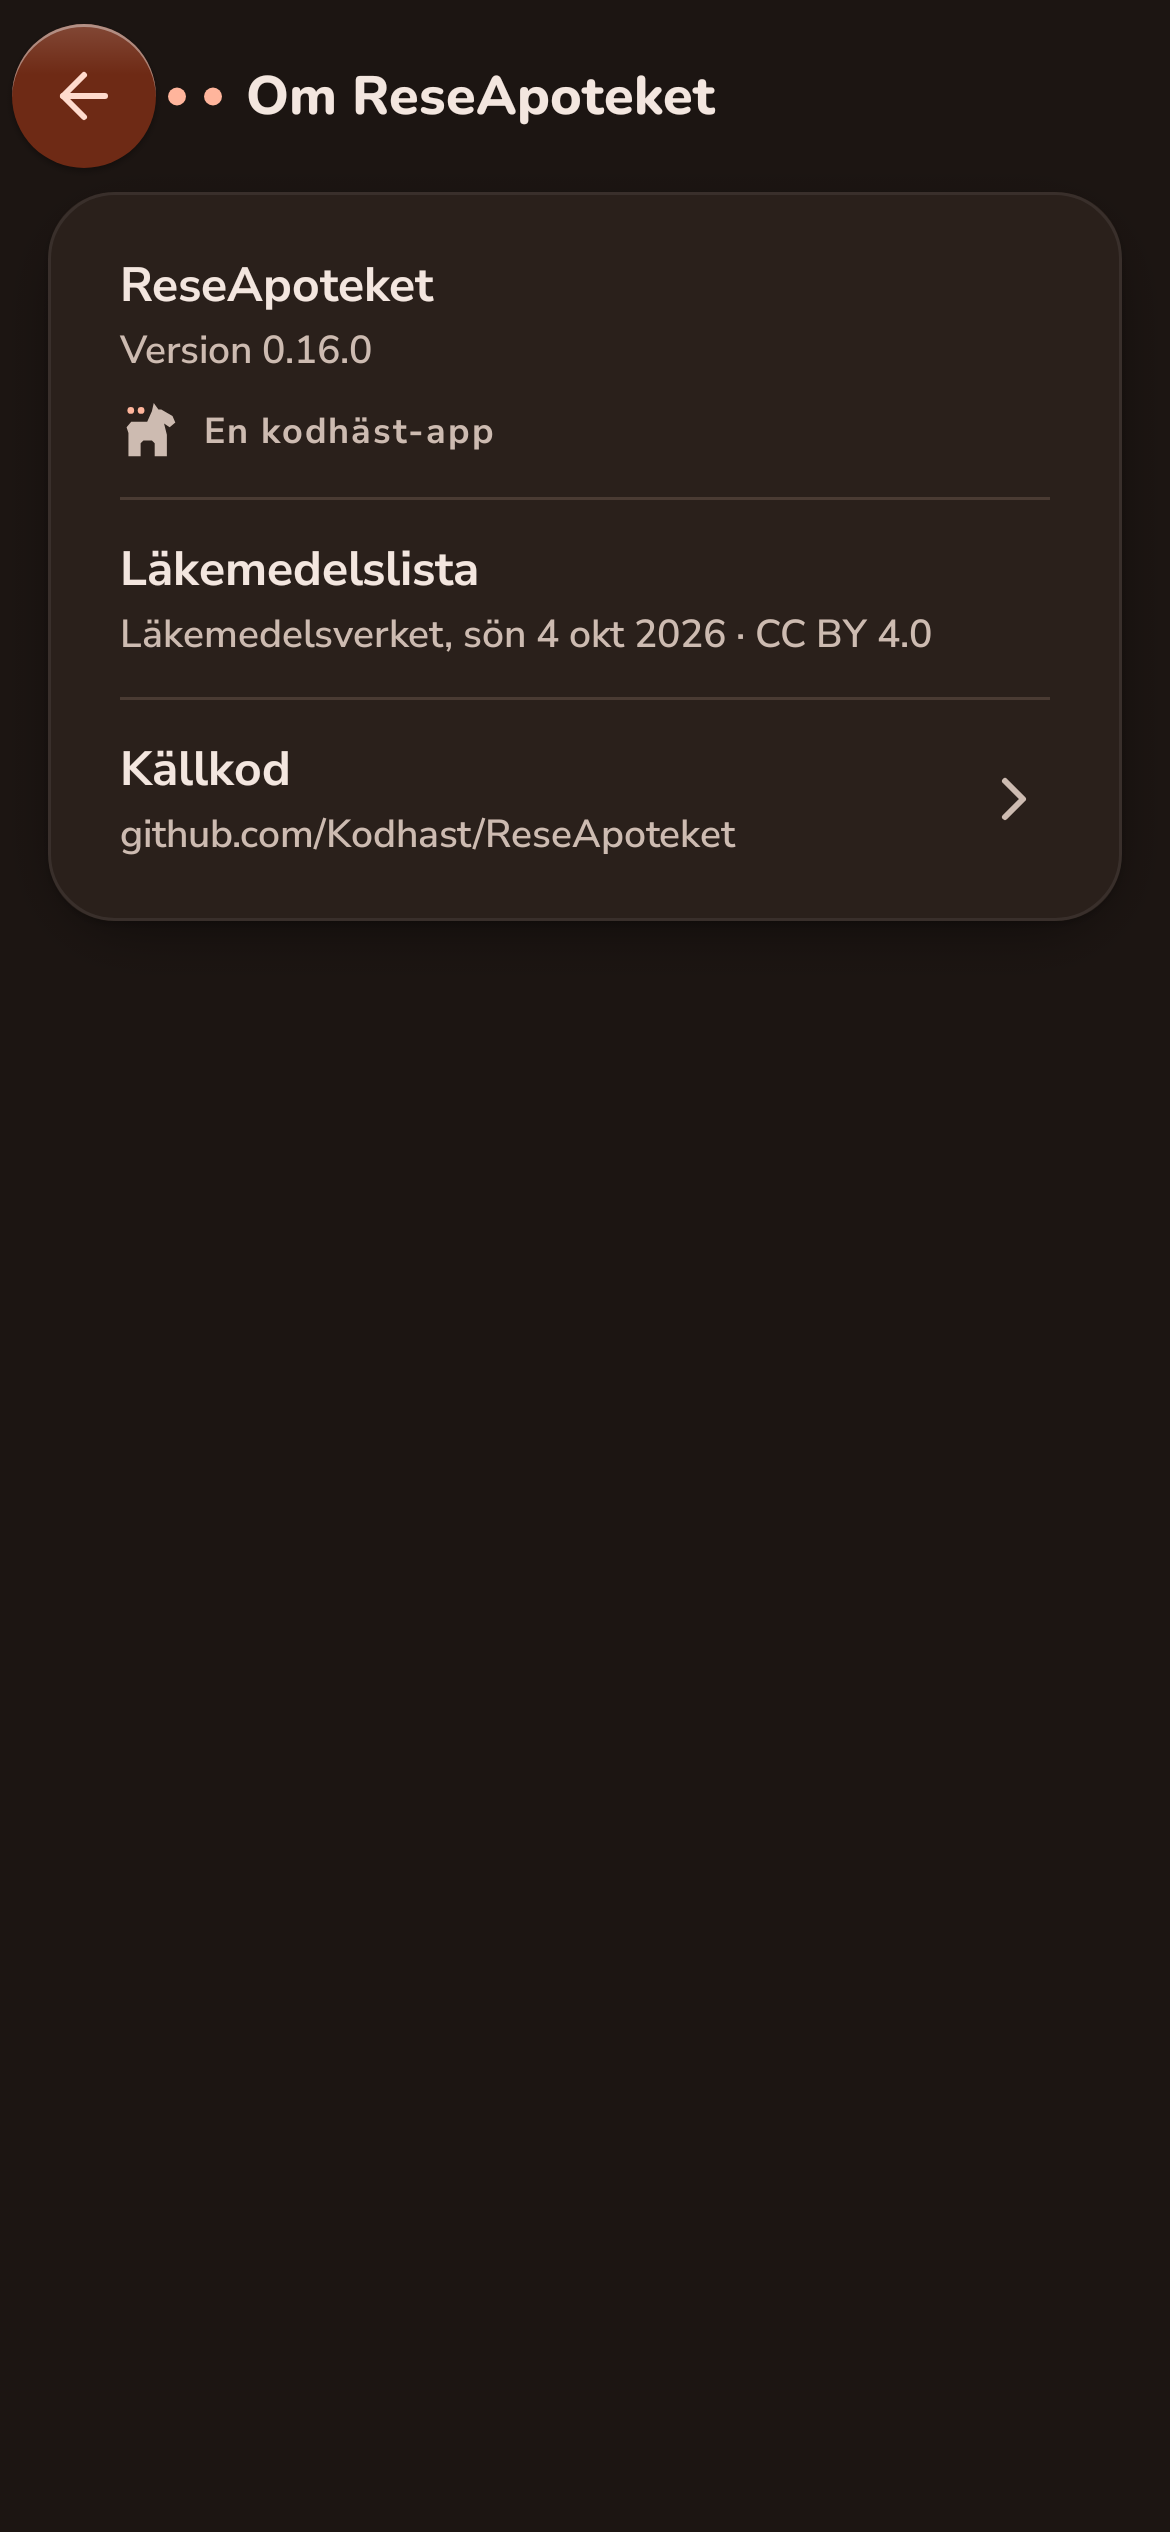 Om ReseApoteket
ReseApoteket
Version 0.16.0
En kodhäst-app
Läkemedelslista
Läkemedelsverket, sön 4 okt 2026 · CC BY 4.0
Källkod
github.com/Kodhast/ReseApoteket